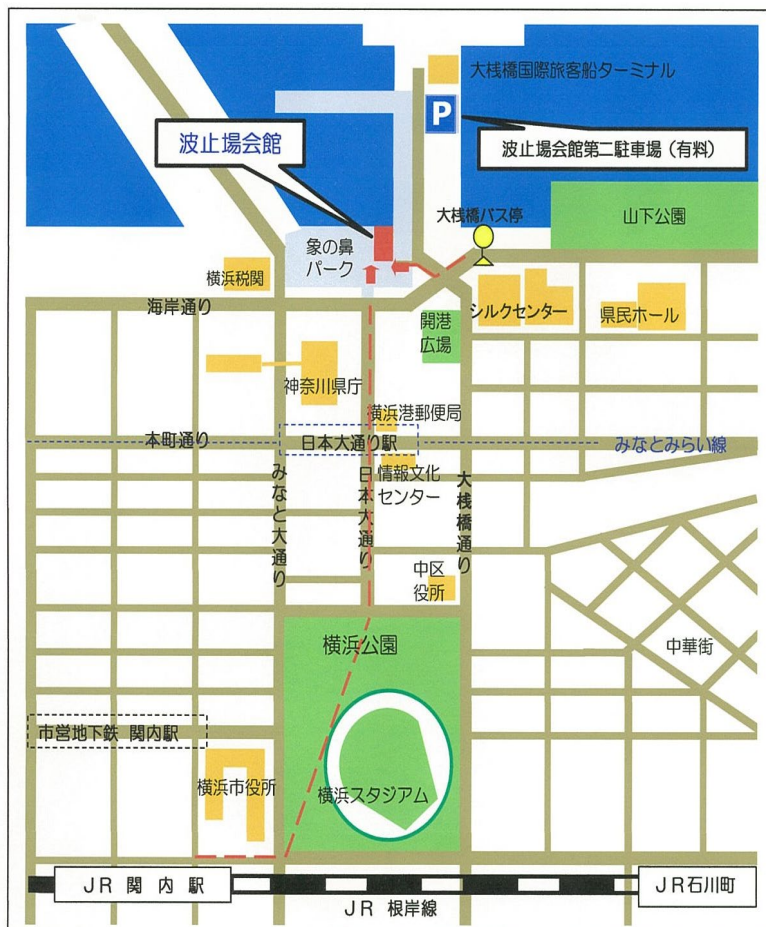 大桟橋国際旅客船ターミナル
P
波止場会館
波止場会館第二駐車場（有料）
大桟橋バス停
山下公園
象の鼻
パーク
横浜税関
海岸通り
シルクセンター
県民ホール
開港
広場
神奈川県庁
横浜港郵便局
本町通り
日本大通り駅
みなとみらい線
みなと大通り
日本大通り
情報文化
センター
大桟橋通り
中区
役所
横浜公園
中華街
市営地下鉄 関内駅
横浜市役所
横浜スタジアム
JR 関 内 駅
JR石川町
JR 根岸線